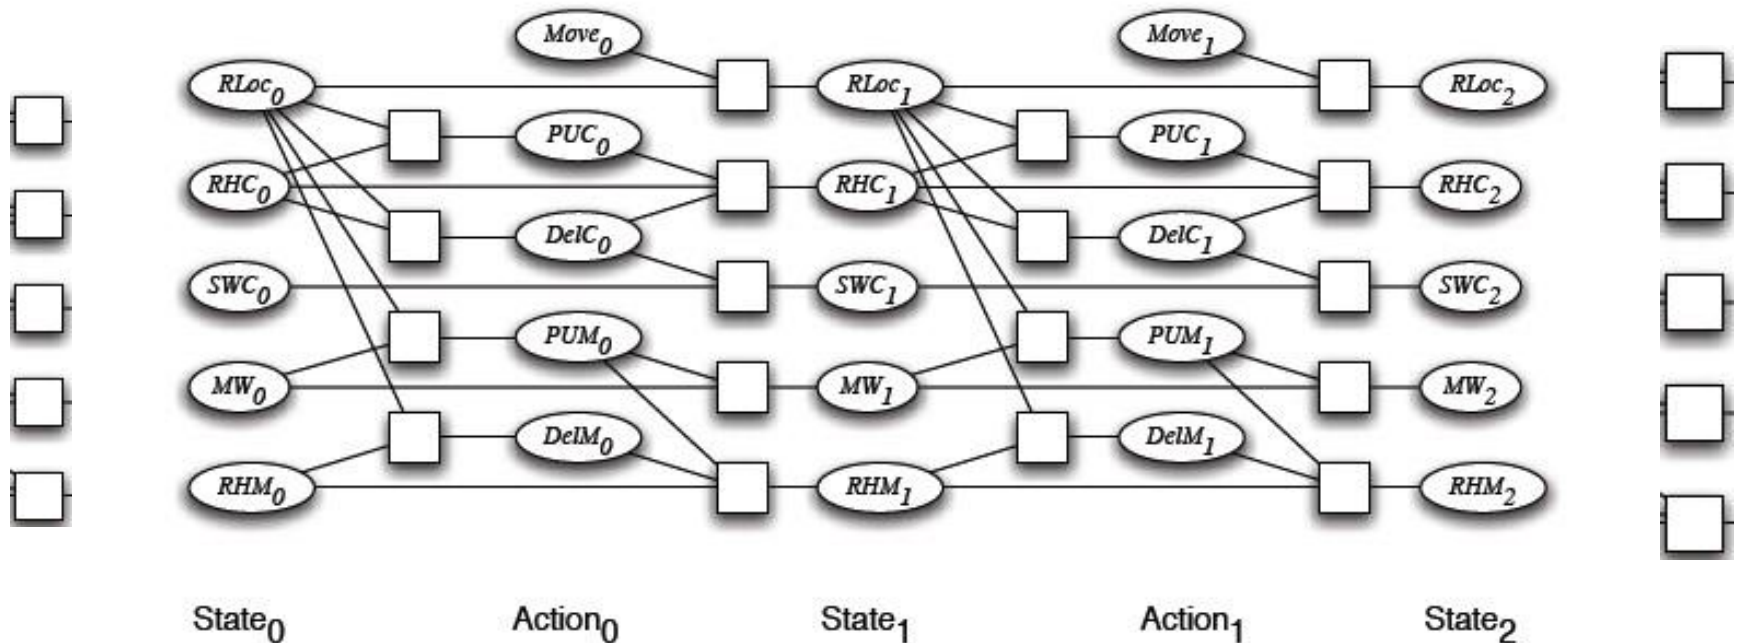 Move0 Move1
RLoc0 RLoc1 RLoc2
PUC0 PUC1
RHC0 RHC1 RHC2
DelC0 DelC1
SWC0 SWC1 SWC2
PUM0 PUM1
MW0 MW1 MW2
DelM0 DelM1
RHM0 RHM1 RHM2
State0 Action0 State1 Action1 State2